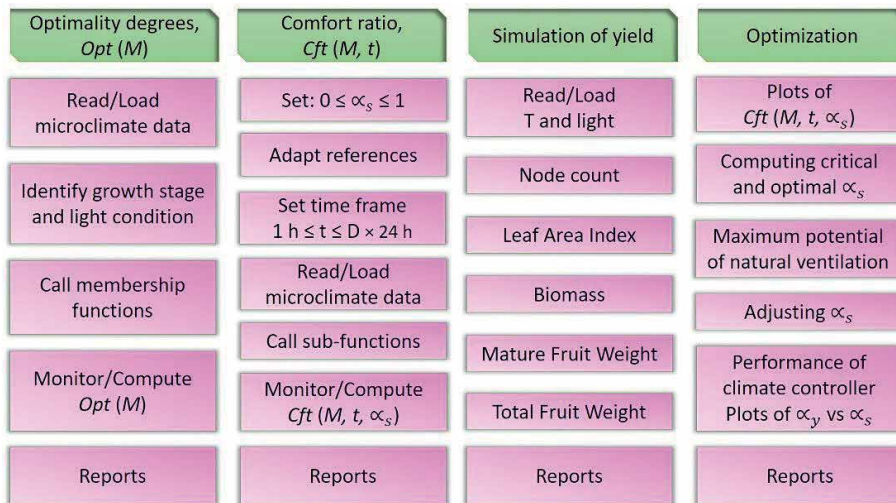 Optimality degrees,
Opt (M)
Read/Load
microclimate data
Identify growth stage
and light condition
Call membership
functions
Monitor/Compute
Opt (M)
Reports
Comfort ratio,
Cft (M, t)
Set: 0 ≤ ∝s ≤ 1
Adapt references
Set time frame
1 h ≤ t ≤ D × 24 h
Read/Load
microclimate data
Call sub-functions
Monitor/Compute
Cft (M, t, ∝s)
Reports
Simulation of yield
Read/Load
T and light
Node count
Leaf Area Index
Biomass
Mature Fruit Weight
Total Fruit Weight
Reports
Optimization
Plots of
Cft (M, t, ∝s)
Computing critical
and optimal ∝s
Maximum potential
of natural ventilation
Adjusting ∝s
Performance of
climate controller
Plots of ∝y vs ∝s
Reports